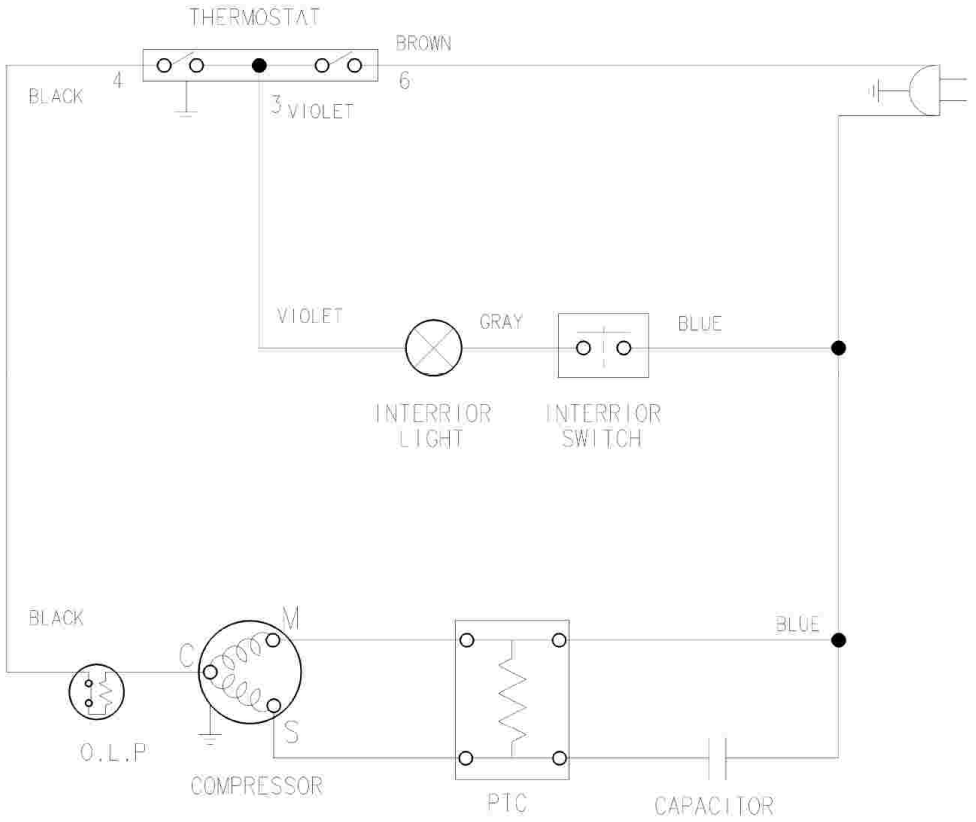 THERMOSTAT
BROWN
4
6
BLACK
3
VIOLET
VIOLET
GRAY
BLUE
INTERRIOR
LIGHT
INTERRIOR
SWITCH
BLACK
M
BLUE
C
S
O.L.P
COMPRESSOR
PTC
CAPACITOR